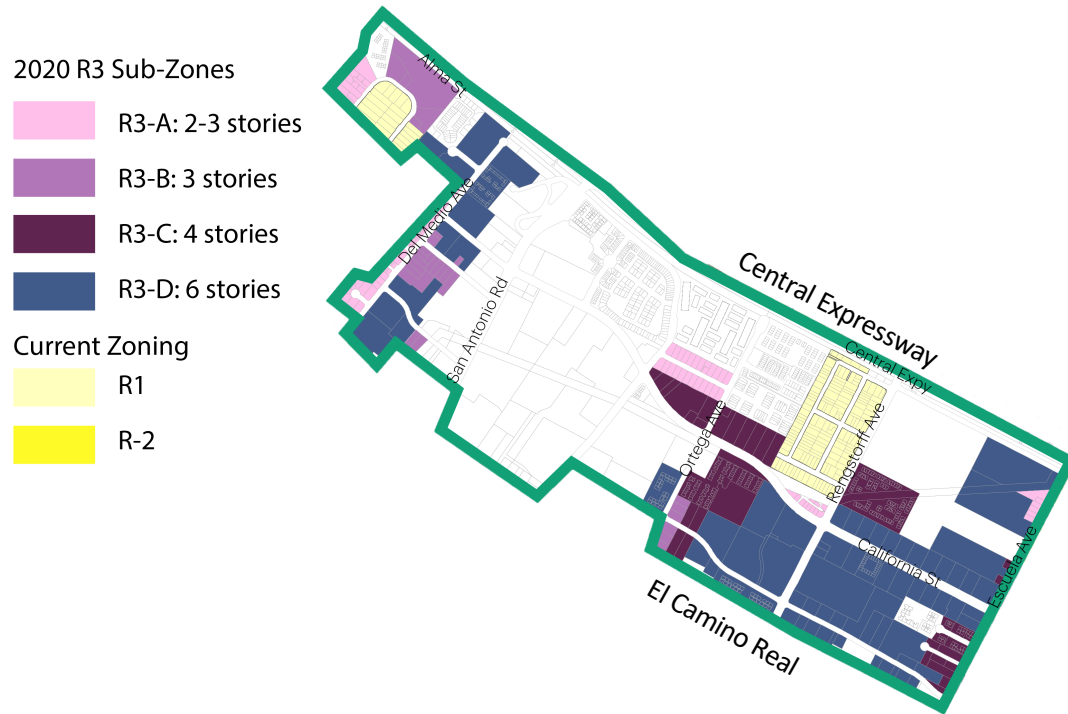 2020 R3 Sub-Zones
R3-A: 2-3 stories
R3-B: 3 stories
R3-C: 4 stories
R3-D: 6 stories
Current Zoning
R1
R-2
Alma St
Del Medio Ave
San Antonio Rd
Central Expressway
Central Expy
Ortega Ave
Rengstorff Ave
California St
Escuela Ave
El Camino Real